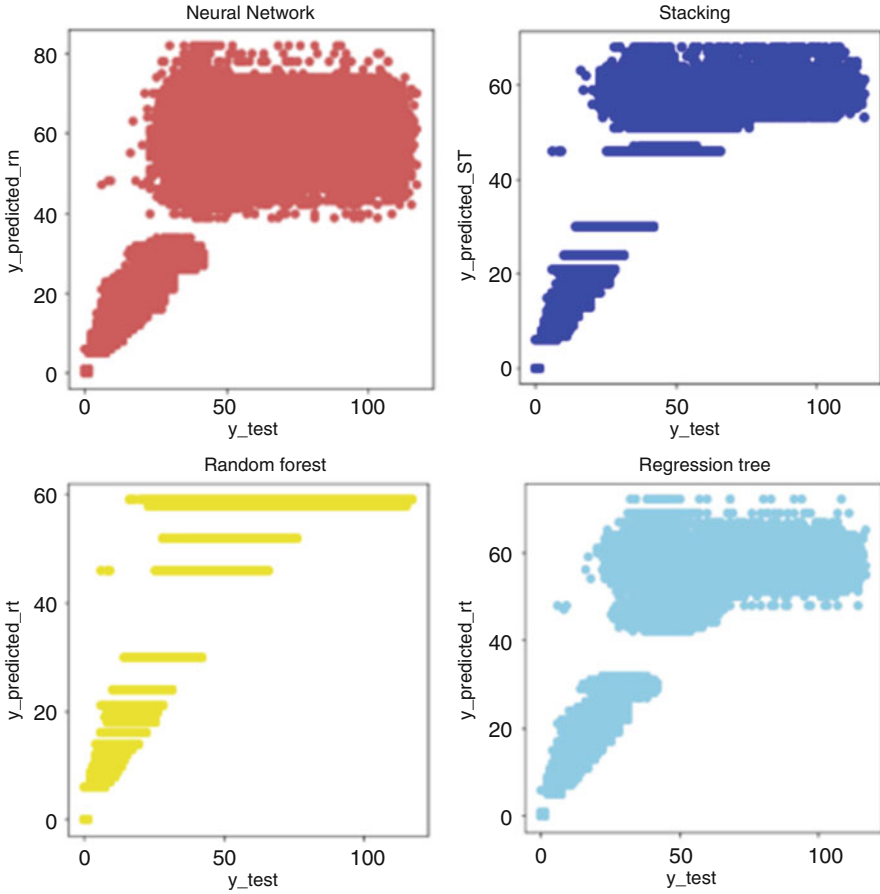 Neural Network
80
60
40
20
0
y_predicted_rn
0 50 100
y_test
Stacking
60
40
20
0
y_predicted_ST
0 50 100
y_test
Random forest
60
40
20
0
y_predicted_rt
0 50 100
y_test
Regression tree
60
40
20
0
y_predicted_rt
0 50 100
y_test